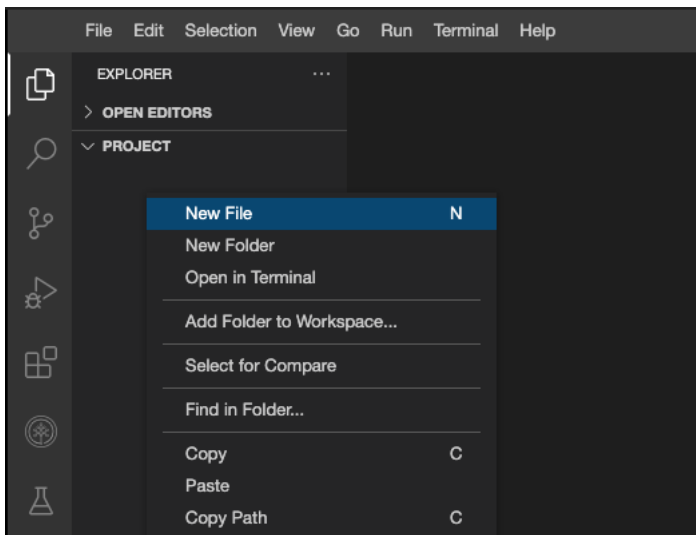 File Edit Selection View Go Run Terminal Help
EXPLORER ...
OPEN EDITORS
PROJECT
New File N
New Folder
Open in Terminal
Add Folder to Workspace...
Select for Compare
Find in Folder...
Copy C
Paste
Copy Path C